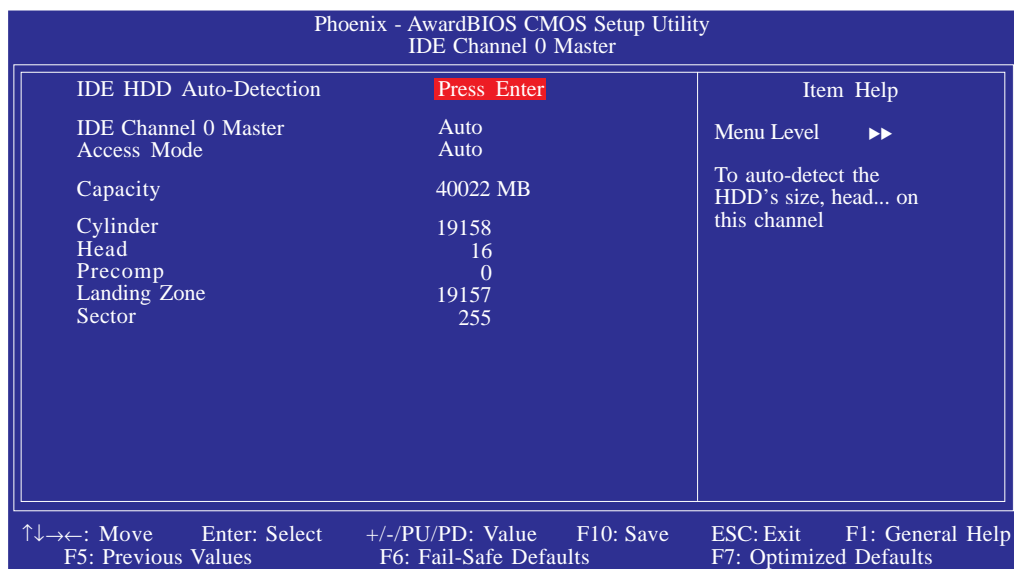 Phoenix - AwardBIOS CMOS Setup Utility
IDE Channel 0 Master
IDE HDD Auto-Detection Press Enter
IDE Channel 0 Master Auto
Access Mode Auto
Capacity 40022 MB
Cylinder 19158
Head 16
Precomp 0
Landing Zone 19157
Sector 255
Item Help
Menu Level ▶▶
To auto-detect the
HDD's size, head... on
this channel
↑↓→←: Move Enter: Select +/-/PU/PD: Value F10: Save ESC: Exit F1: General Help
F5: Previous Values F6: Fail-Safe Defaults F7: Optimized Defaults